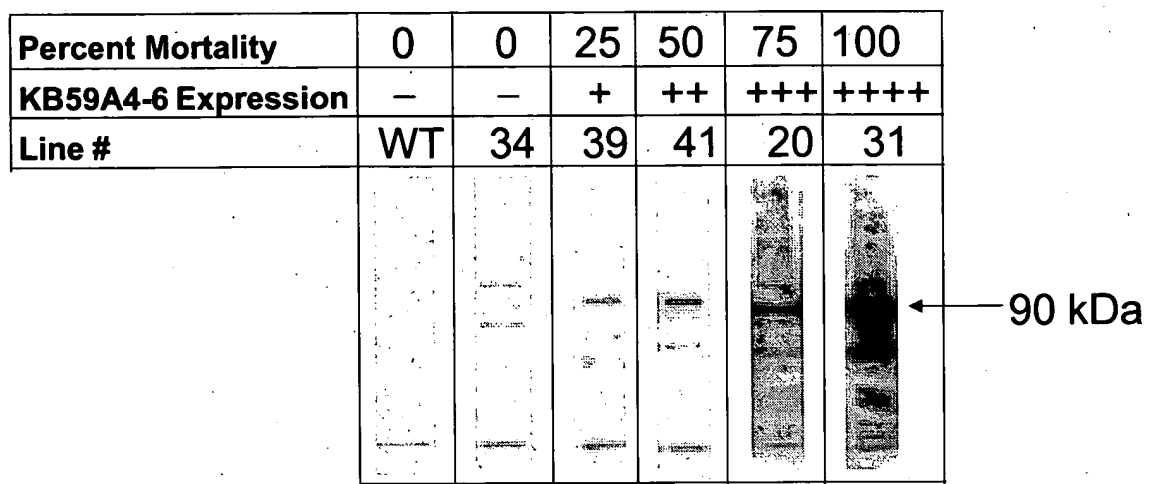 Percent Mortality 0 0 25 50 75 100
KB59A4-6 Expression – – + ++ +++ ++++
Line # WT 34 39 41 20 31
90 kDa